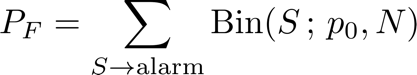 P_F = \sum_{S \to \text{alarm}} \text{Bin}(S ; p_0, N)